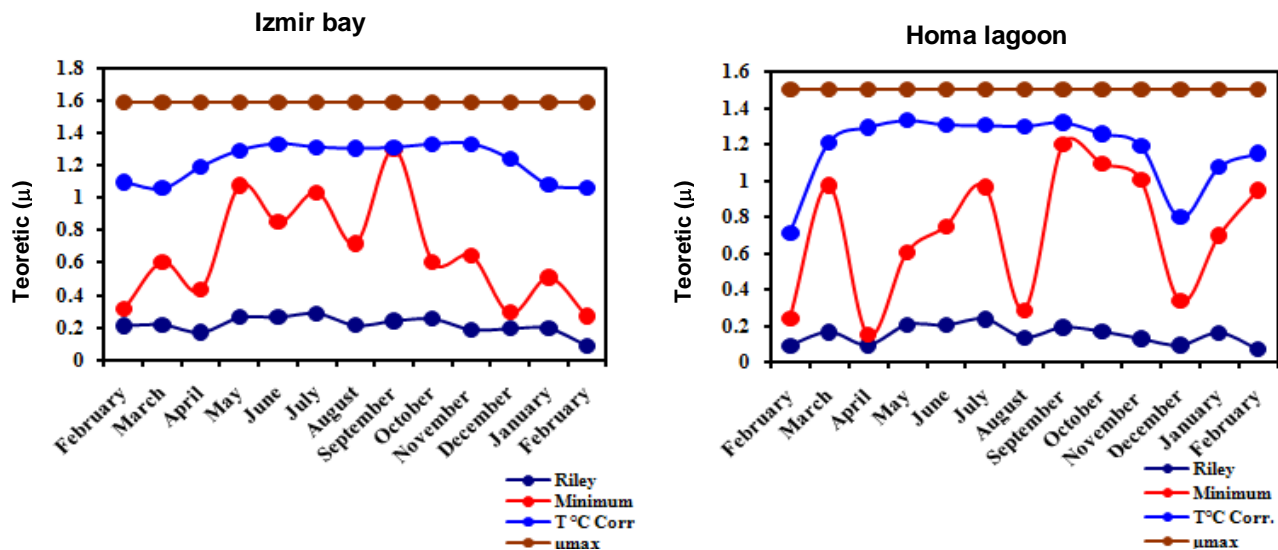 Izmir bay
Teoretic (µ)
1.8
1.6
1.4
1.2
1
0.8
0.6
0.4
0.2
0
February
March
April
May
June
July
August
September
October
November
December
January
February
Riley
Minimum
T °C Corr
µmax
Homa lagoon
Teoretic (µ)
1.6
1.4
1.2
1
0.8
0.6
0.4
0.2
0
February
March
April
May
June
July
August
September
October
November
December
January
February
Riley
Minimum
T°C Corr.
µmax